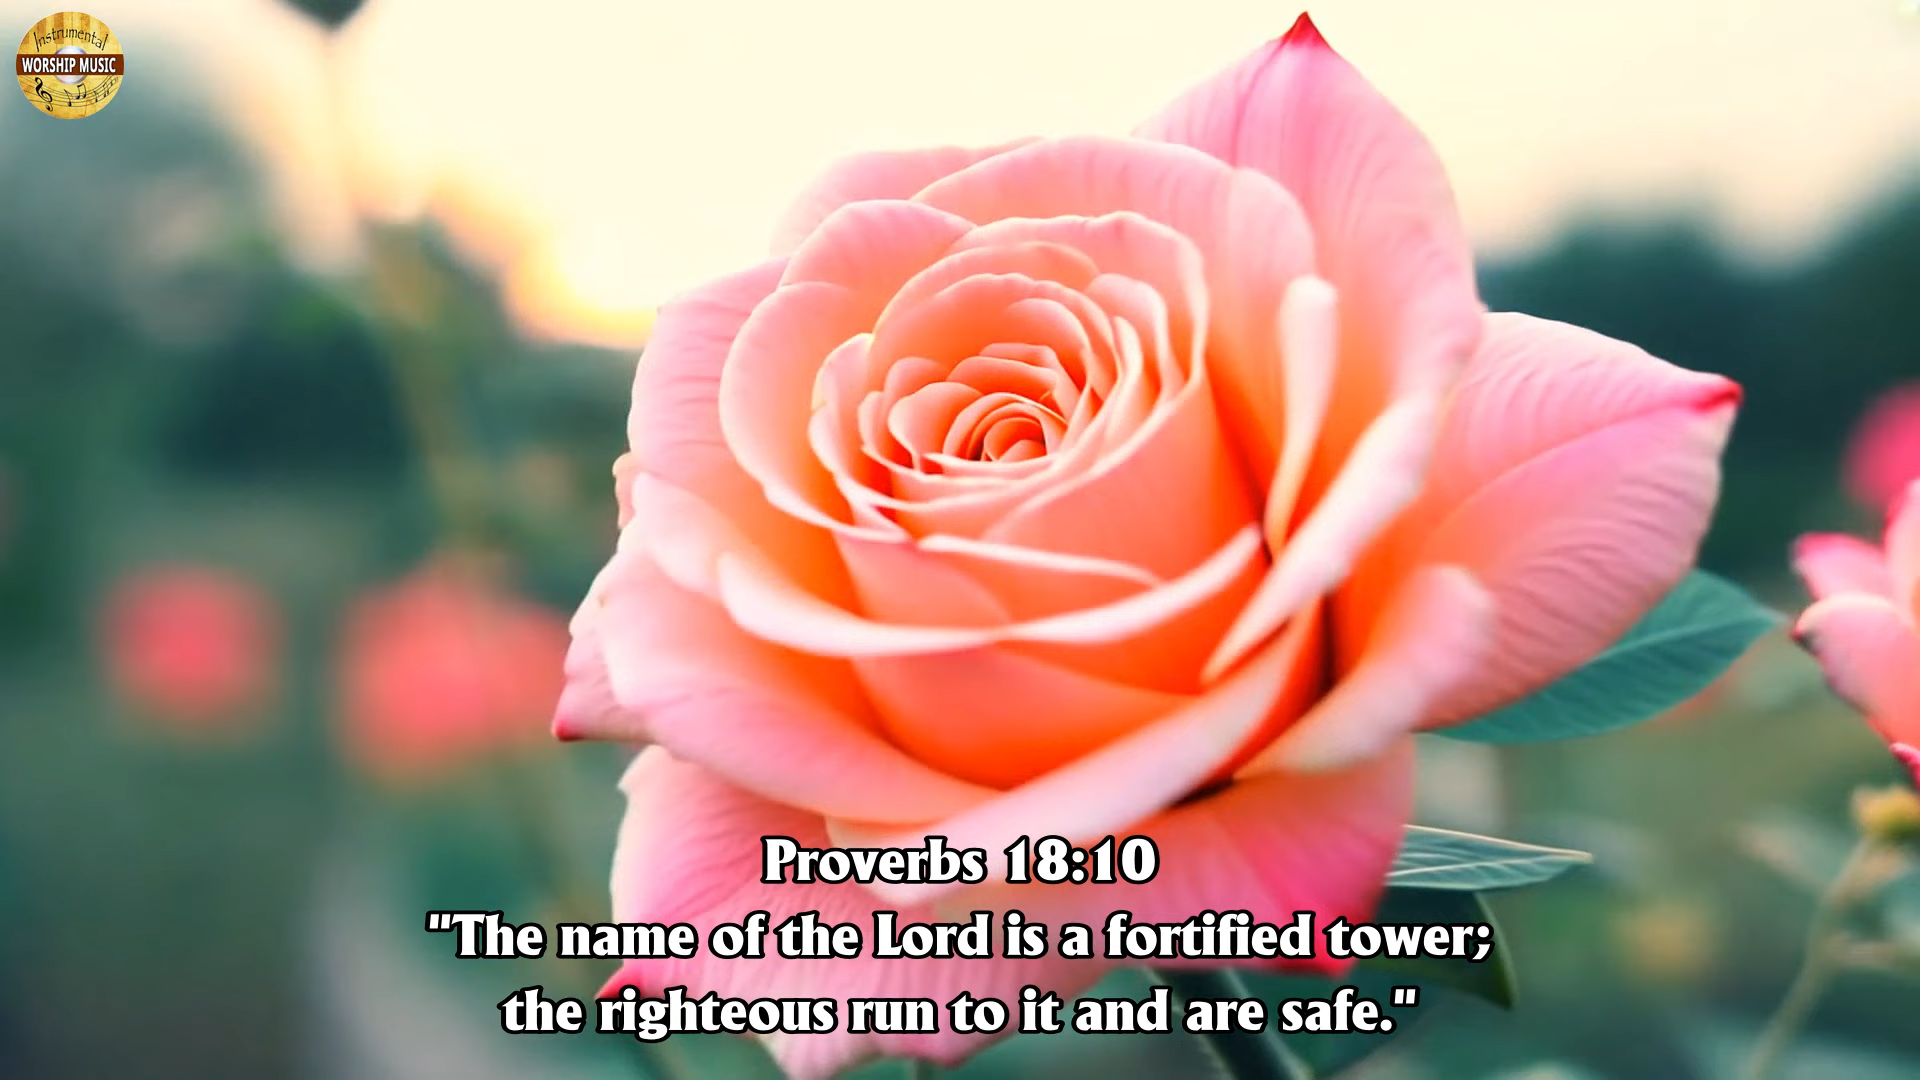 Instrumental
WORSHIP MUSIC
Proverbs 18:10
"The name of the Lord is a fortified tower;
the righteous run to it and are safe."